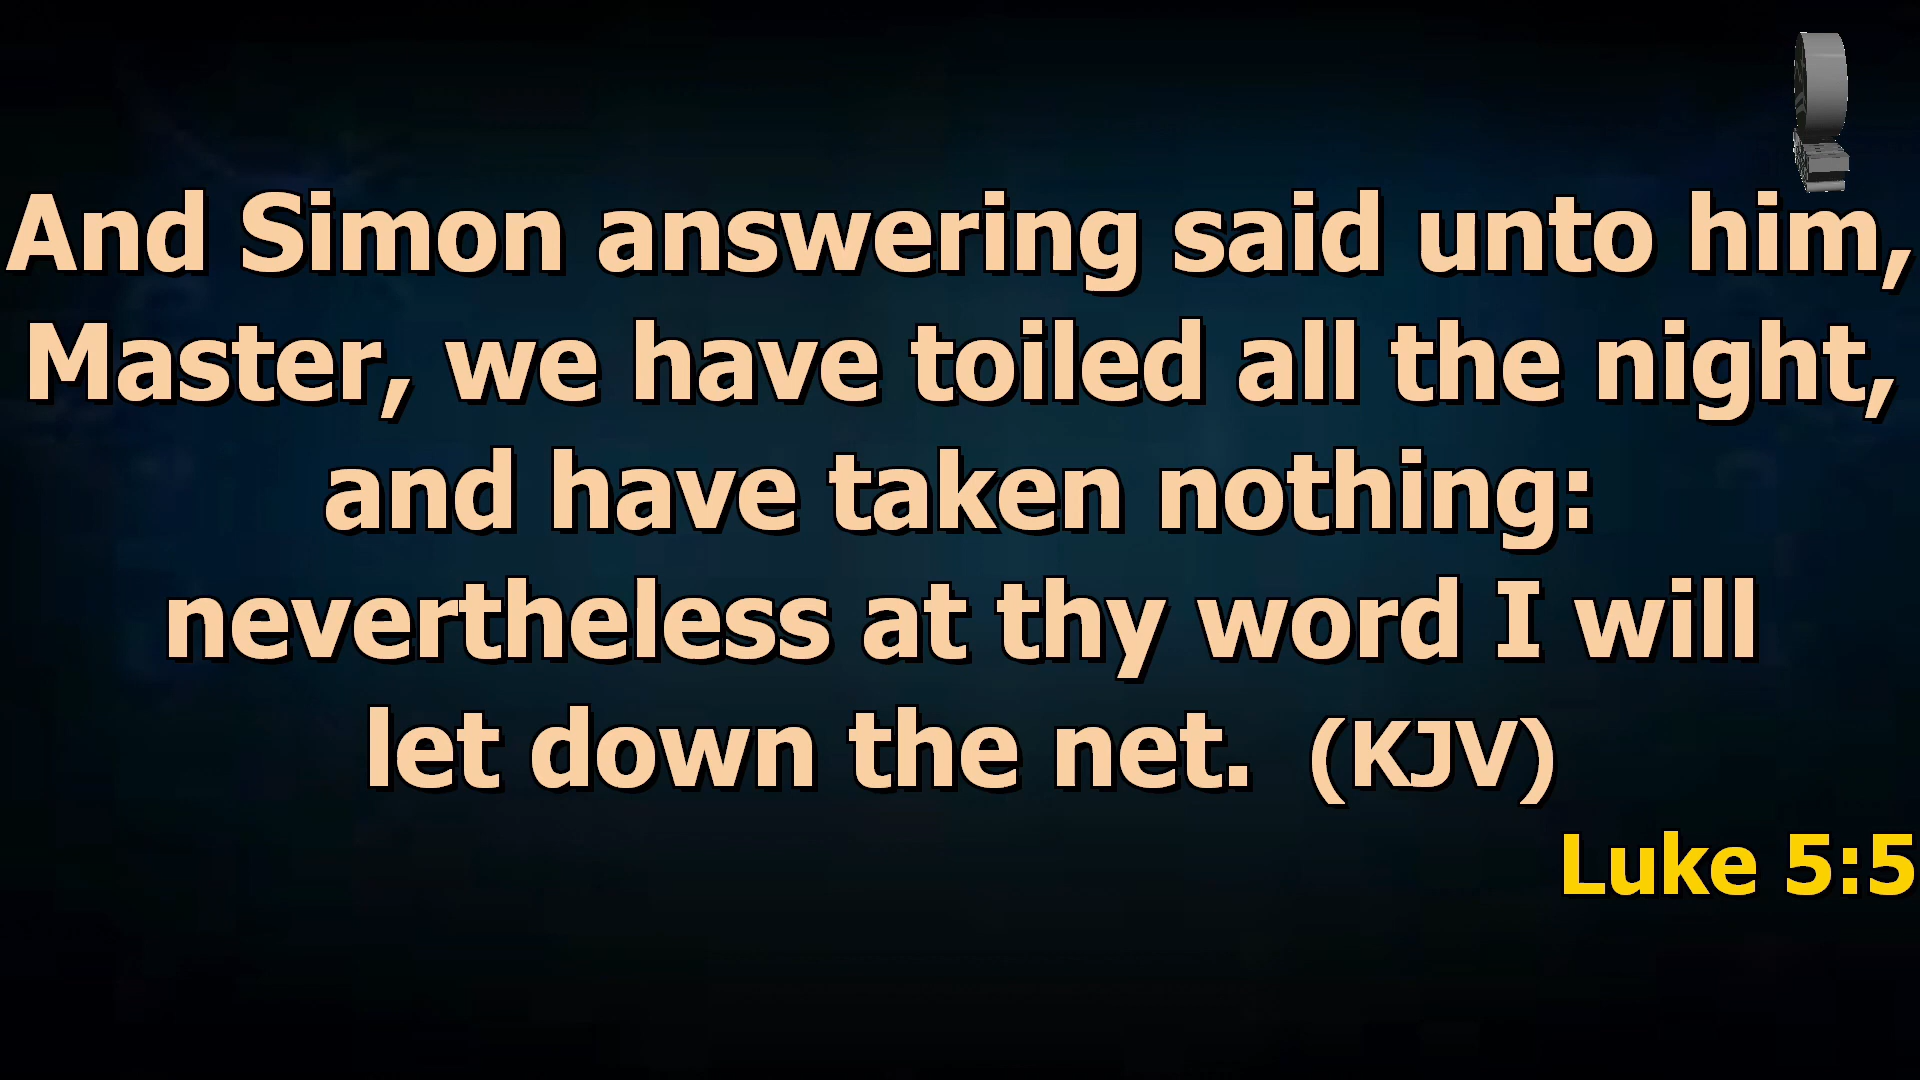 And Simon answering said unto him,
Master, we have toiled all the night,
and have taken nothing:
nevertheless at thy word I will
let down the net.  (KJV)
Luke 5:5